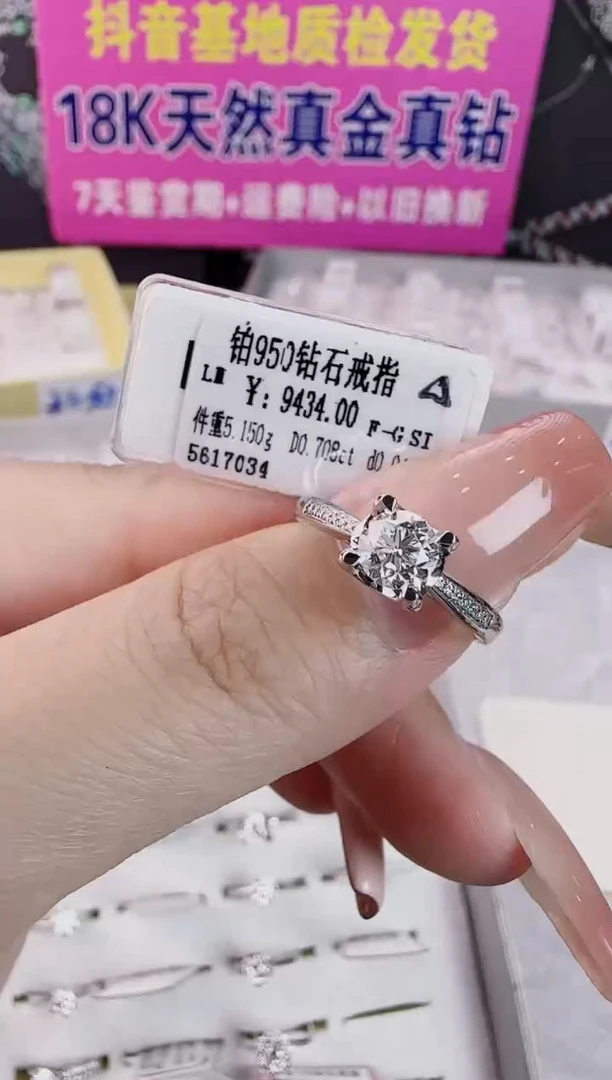 抖音基地质检发货
18K天然真金真钻
7天鉴赏期+运费险+以旧换新
铂950钻石戒指
¥: 9434.00 F-G SI
件重5.150g D0.708ct
5617034